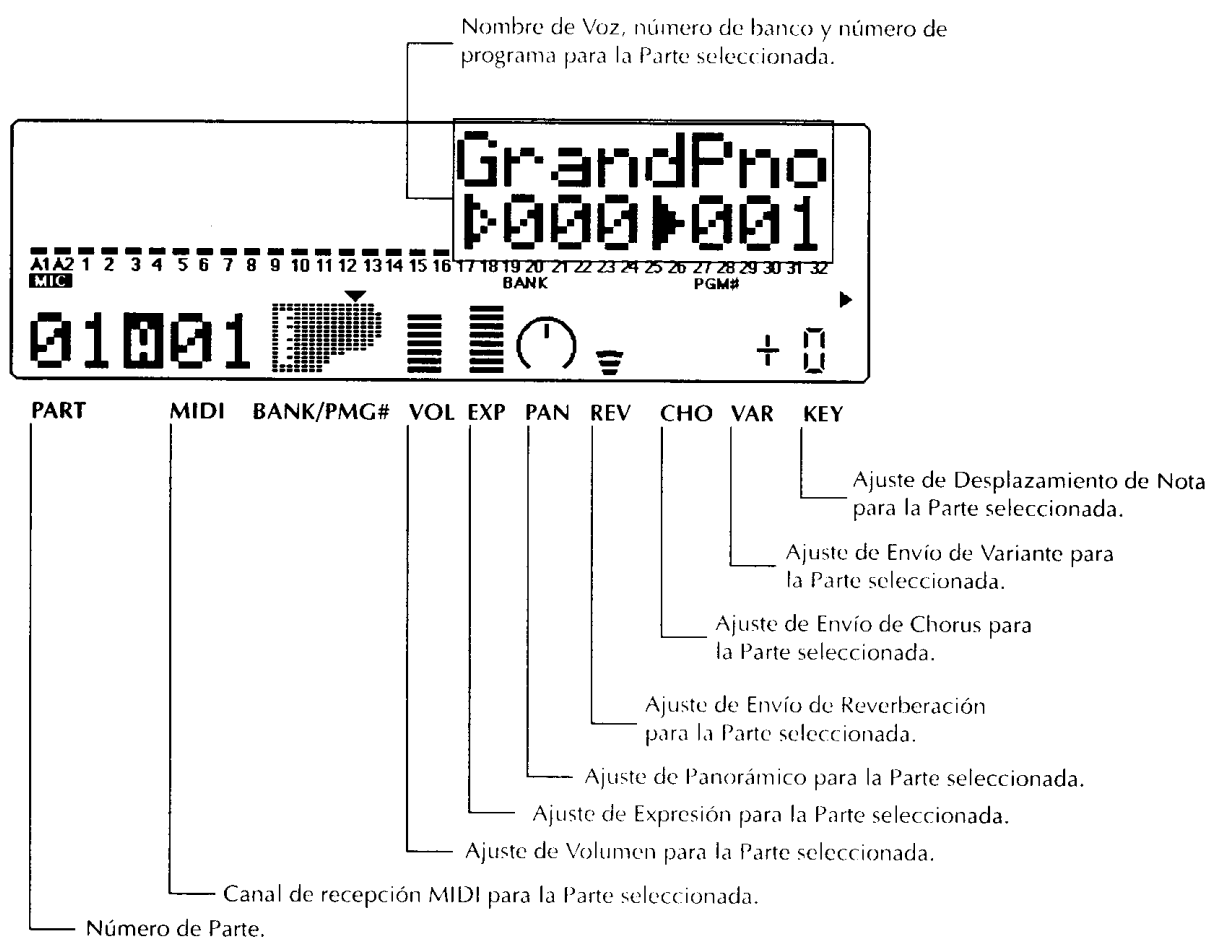 Nombre de Voz, número de banco y número de
programa para la Parte seleccionada.
GrandPno
000 001
A1 A2 1 2 3 4 5 6 7 8 9 10 11 12 13 14 15 16 17 18 19 20 21 22 23 24 25 26 27 28 29 30 31 32
MIC BANK PGM#
01 A01 + 0
PART MIDI BANK/PMG# VOL EXP PAN REV CHO VAR KEY
Ajuste de Desplazamiento de Nota
para la Parte seleccionada.
Ajuste de Envío de Variante para
la Parte seleccionada.
Ajuste de Envío de Chorus para
la Parte seleccionada.
Ajuste de Envío de Reverberación
para la Parte seleccionada.
Ajuste de Panorámico para la Parte seleccionada.
Ajuste de Expresión para la Parte seleccionada.
Ajuste de Volumen para la Parte seleccionada.
Canal de recepción MIDI para la Parte seleccionada.
Número de Parte.